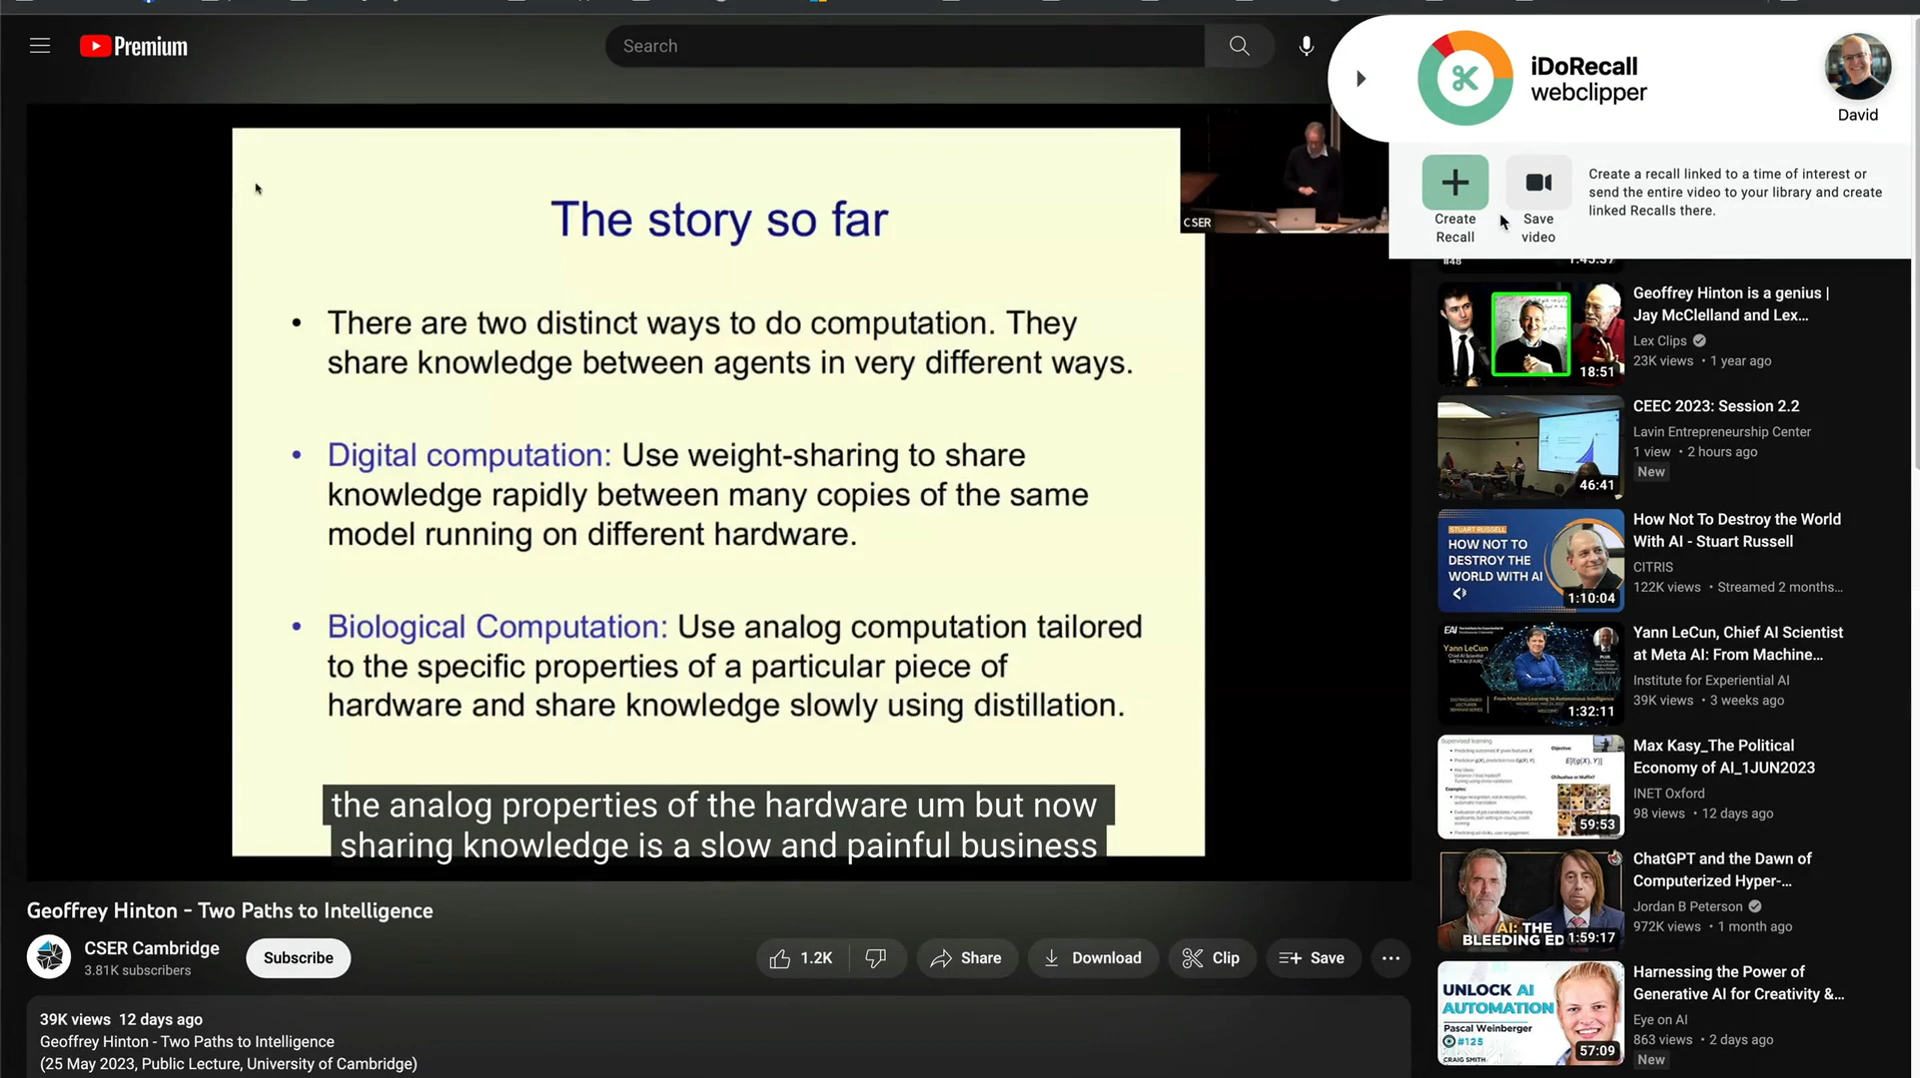 Premium
Search
iDoRecall
webclipper
David
Create
Recall
Save
video
Create a recall linked to a time of interest or
send the entire video to your library and create
linked Recalls there.
CSER
The story so far
• There are two distinct ways to do computation. They
share knowledge between agents in very different ways.
• Digital computation: Use weight-sharing to share
knowledge rapidly between many copies of the same
model running on different hardware.
• Biological Computation: Use analog computation tailored
to the specific properties of a particular piece of
hardware and share knowledge slowly using distillation.
the analog properties of the hardware um but now
sharing knowledge is a slow and painful business
Geoffrey Hinton - Two Paths to Intelligence
CSER Cambridge
3.81K subscribers
Subscribe
1.2K
Share
Download
Clip
Save
39K views 12 days ago
Geoffrey Hinton - Two Paths to Intelligence
(25 May 2023, Public Lecture, University of Cambridge)
#48
1:45:37
Geoffrey Hinton is a genius |
Jay McClelland and Lex...
Lex Clips
23K views • 1 year ago
18:51
CEEC 2023: Session 2.2
Lavin Entrepreneurship Center
1 view • 2 hours ago
New
46:41
STUART RUSSELL
HOW NOT TO
DESTROY THE
WORLD WITH AI
1:10:04
How Not To Destroy the World
With AI - Stuart Russell
CITRIS
122K views • Streamed 2 months...
EAI
Yann LeCun
PLUS
1:32:11
Yann LeCun, Chief AI Scientist
at Meta AI: From Machine...
Institute for Experiential AI
39K views • 3 weeks ago
Supervised learning
59:53
Max Kasy_The Political
Economy of AI_1JUN2023
INET Oxford
98 views • 12 days ago
AI: THE
BLEEDING ED
1:59:17
ChatGPT and the Dawn of
Computerized Hyper-...
Jordan B Peterson
972K views • 1 month ago
UNLOCK AI
AUTOMATION
Pascal Weinberger
#125
CRAIG SMITH
57:09
Harnessing the Power of
Generative AI for Creativity &...
Eye on AI
863 views • 2 days ago
New